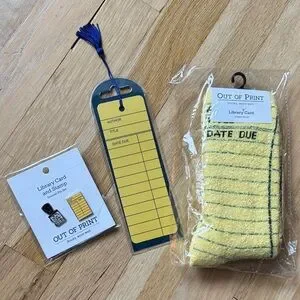 Library Card
and Stamp
OUT OF PRINT
AUTHOR
TITLE
DATE DUE
OUT OF PRINT
Library Card
DATE DUE